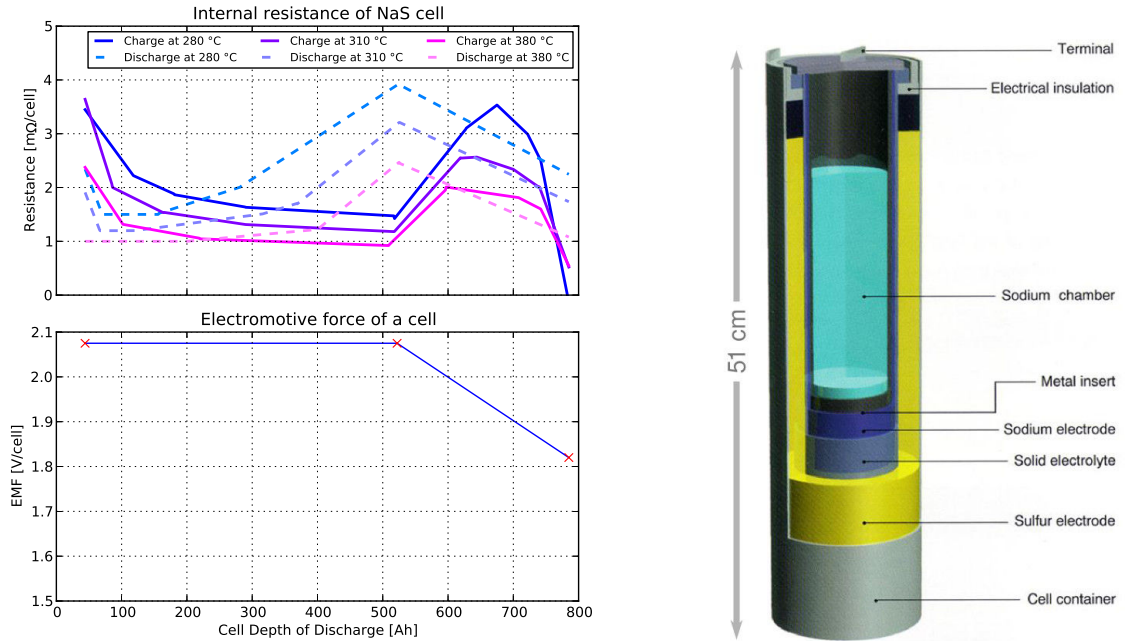 Internal resistance of NaS cell
5
4
3
2
1
0
Resistance [mΩ/cell]
Charge at 280 °C
Charge at 310 °C
Charge at 380 °C
Discharge at 280 °C
Discharge at 310 °C
Discharge at 380 °C
Electromotive force of a cell
2.1
2.0
1.9
1.8
1.7
1.6
1.5
EMF [V/cell]
0 100 200 300 400 500 600 700 800
Cell Depth of Discharge [Ah]
51 cm
Terminal
Electrical insulation
Sodium chamber
Metal insert
Sodium electrode
Solid electrolyte
Sulfur electrode
Cell container